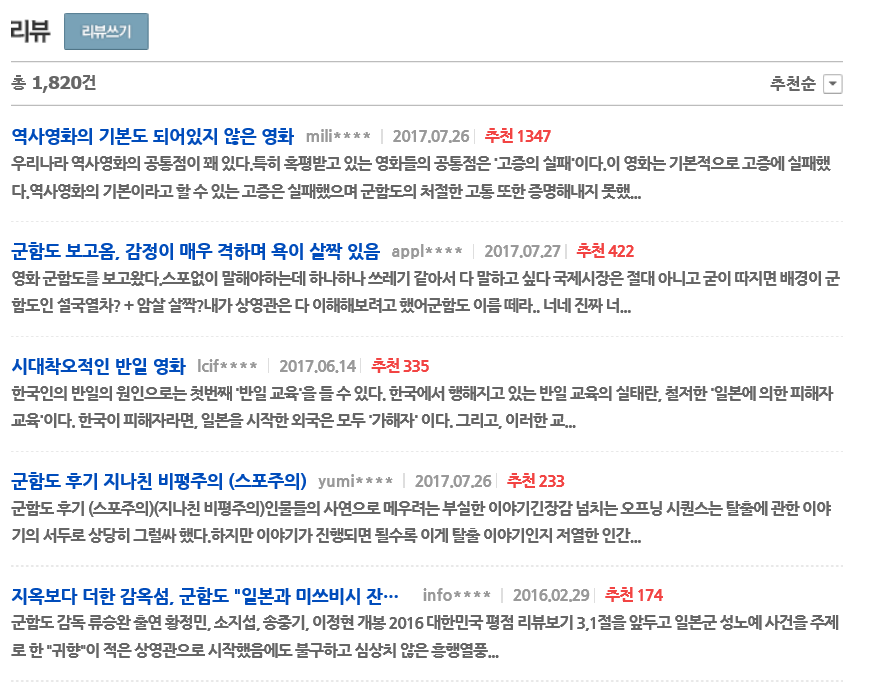 리뷰 리뷰쓰기
총 1,820건 추천순
역사영화의 기본도 되어있지 않은 영화 mili**** 2017.07.26 추천 1347
우리나라 역사영화의 공통점이 꽤 있다.특히 혹평받고 있는 영화들의 공통점은 '고증의 실패'이다.이 영화는 기본적으로 고증에 실패했
다.역사영화의 기본이라고 할 수 있는 고증은 실패했으며 군함도의 처절한 고통 또한 증명해내지 못했...
군함도 보고옴, 감정이 매우 격하며 욕이 살짝 있음 appl**** 2017.07.27 추천 422
영화 군함도를 보고왔다.스포없이 말해야하는데 하나하나 쓰레기 같아서 다 말하고 싶다 국제시장은 절대 아니고 굳이 따지면 배경이 군
함도인 설국열차? + 암살 살짝?내가 상영관은 다 이해해보려고 했어군함도 이름 떼라.. 너네 진짜 너...
시대착오적인 반일 영화 lcif**** 2017.06.14 추천 335
한국인의 반일의 원인으로는 첫번째 '반일 교육'을 들 수 있다. 한국에서 행해지고 있는 반일 교육의 실태란, 철저한 '일본에 의한 피해자
교육'이다. 한국이 피해자라면, 일본을 시작한 외국은 모두 '가해자' 이다. 그리고, 이러한 교...
군함도 후기 지나친 비평주의 (스포주의) yumi**** 2017.07.26 추천 233
군함도 후기 (스포주의)(지나친 비평주의)인물들의 사연으로 메우려는 부실한 이야기긴장감 넘치는 오프닝 시퀀스는 탈출에 관한 이야
기의 서두로 상당히 그럴싸 했다.하지만 이야기가 진행되면 될수록 이게 탈출 이야기인지 저열한 인간...
지옥보다 더한 감옥섬, 군함도 "일본과 미쓰비시 잔… info**** 2016.02.29 추천 174
군함도 감독 류승완 출연 황정민, 소지섭, 송중기, 이정현 개봉 2016 대한민국 평점 리뷰보기 3,1절을 앞두고 일본군 성노예 사건을 주제
로 한 "귀향"이 적은 상영관으로 시작했음에도 불구하고 심상치 않은 흥행열풍...